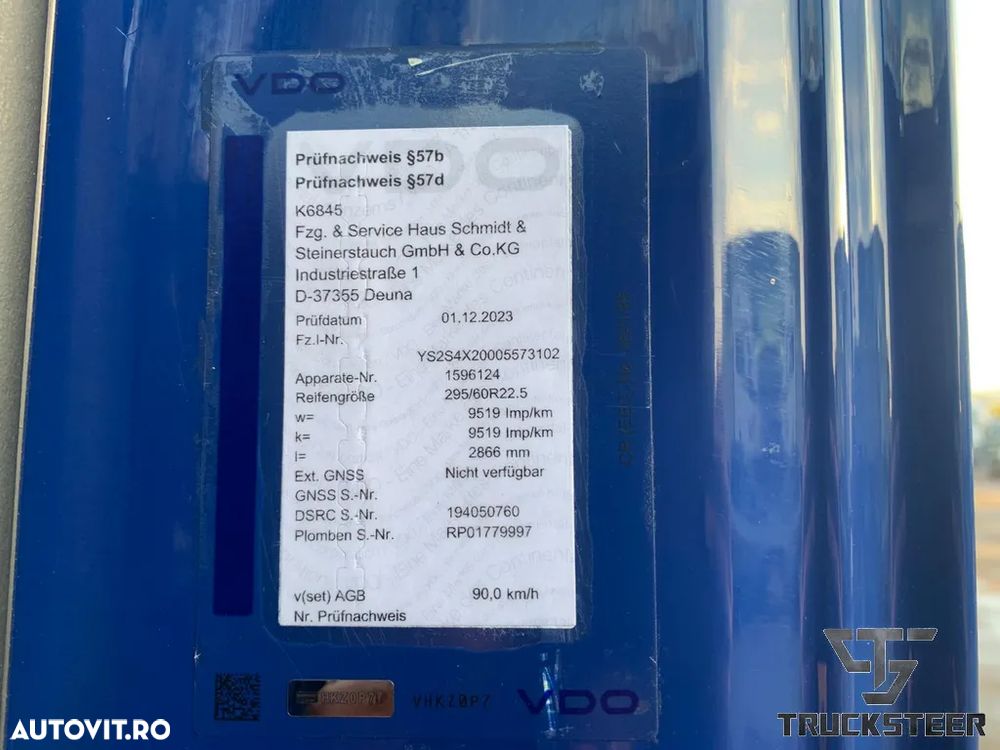 VDO
Prüfnachweis §57b
Prüfnachweis §57d
K6845
Fzg. & Service Haus Schmidt &
Steinerstauch GmbH & Co.KG
Industriestraße 1
D-37355 Deuna
Prüfdatum 01.12.2023
Fz.I-Nr.
YS2S4X20005573102
Apparate-Nr. 1596124
Reifengröße 295/60R22.5
w= 9519 Imp/km
k= 9519 Imp/km
l= 2866 mm
Ext. GNSS Nicht verfügbar
GNSS S.-Nr.
DSRC S.-Nr. 194050760
Plomben S.-Nr. RP01779997
v(set) AGB 90,0 km/h
Nr. Prüfnachweis
VHKZ0P7 VDO
AUTOVIT.RO
TRUCKSTEER